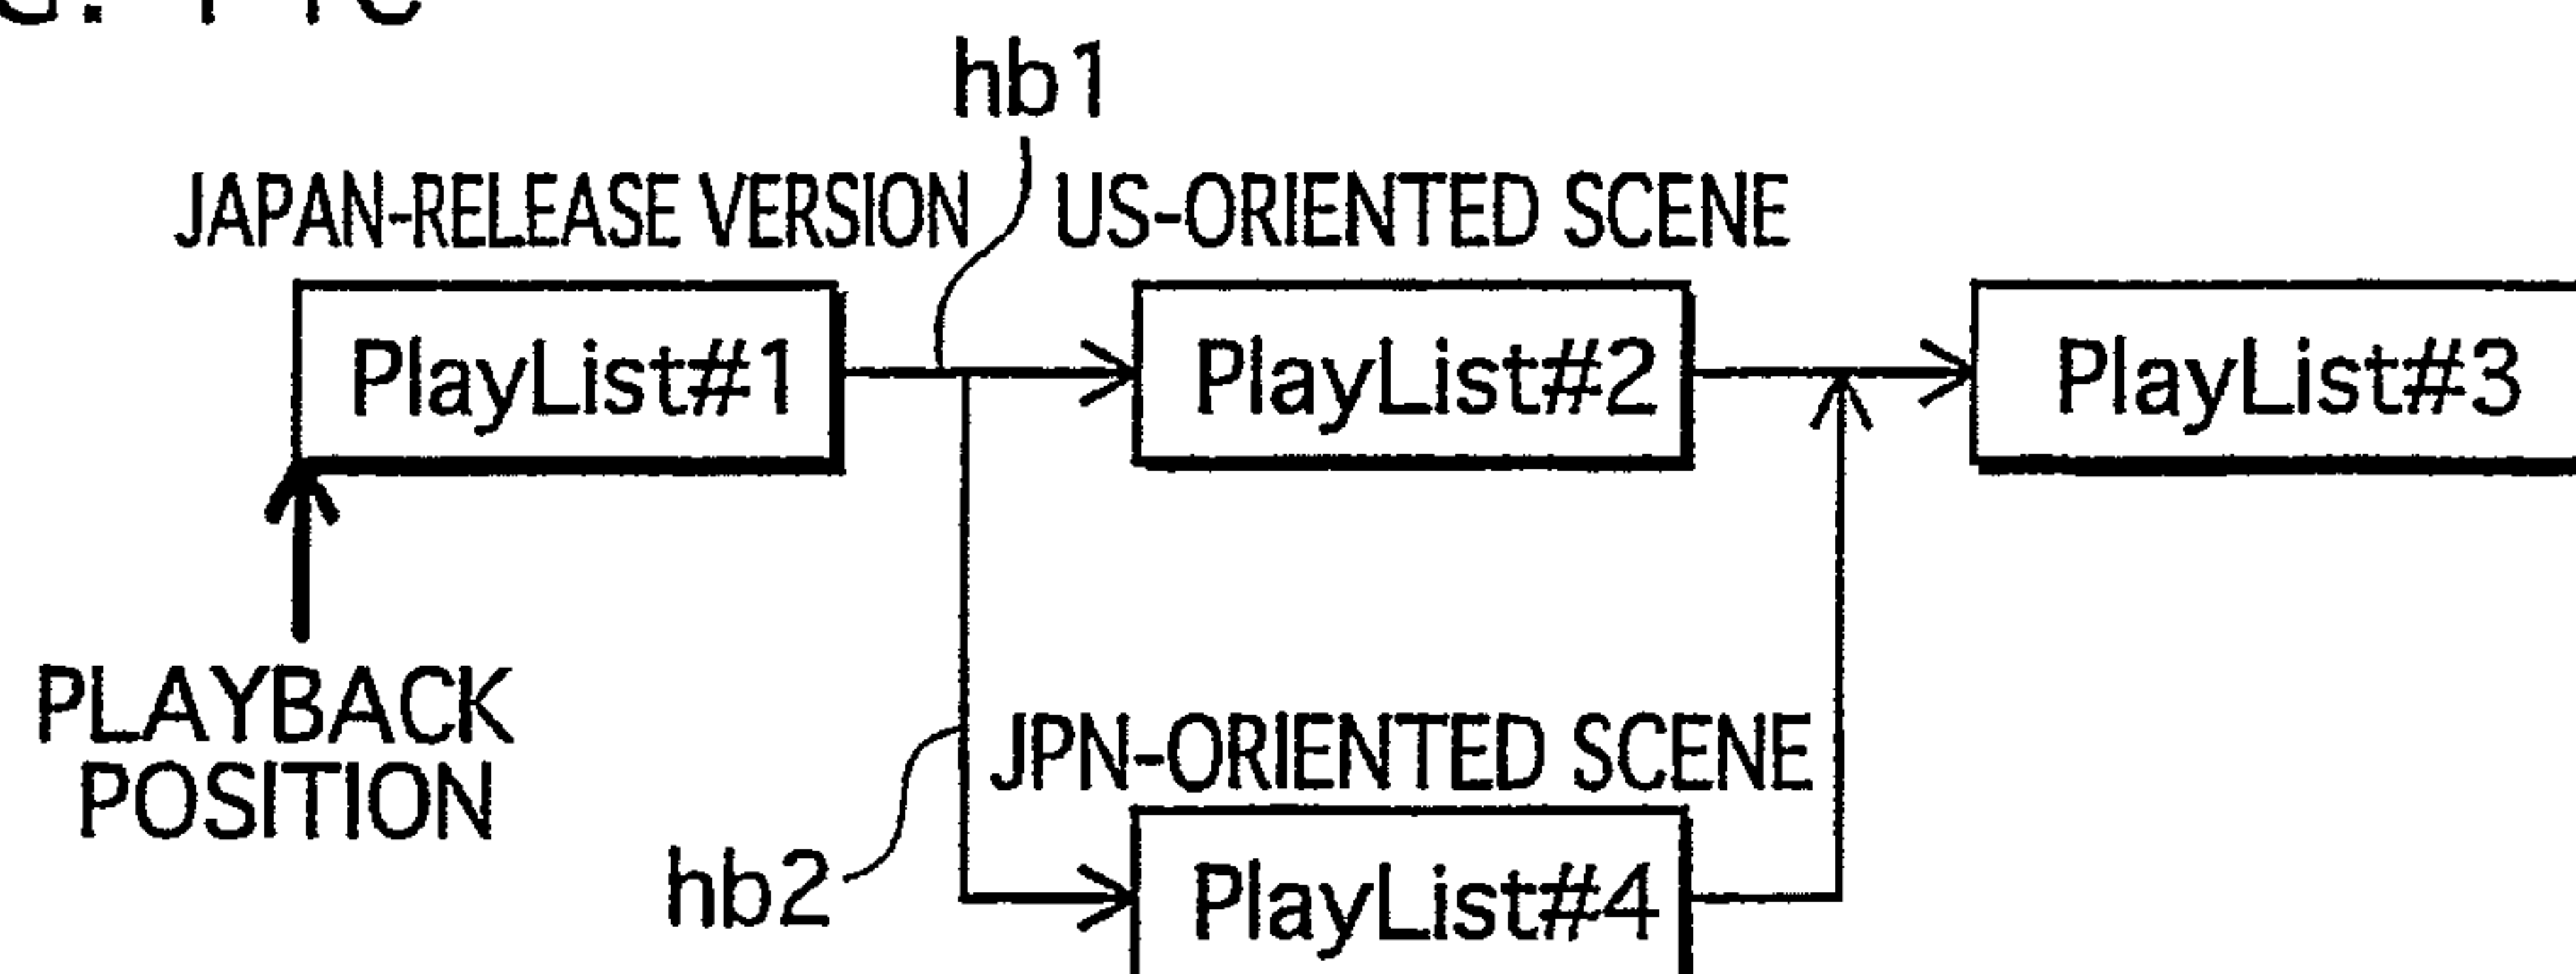 hb1
JAPAN-RELEASE VERSION US-ORIENTED SCENE
PlayList#1 PlayList#2 PlayList#3
PLAYBACK
POSITION
JPN-ORIENTED SCENE
hb2
PlayList#4